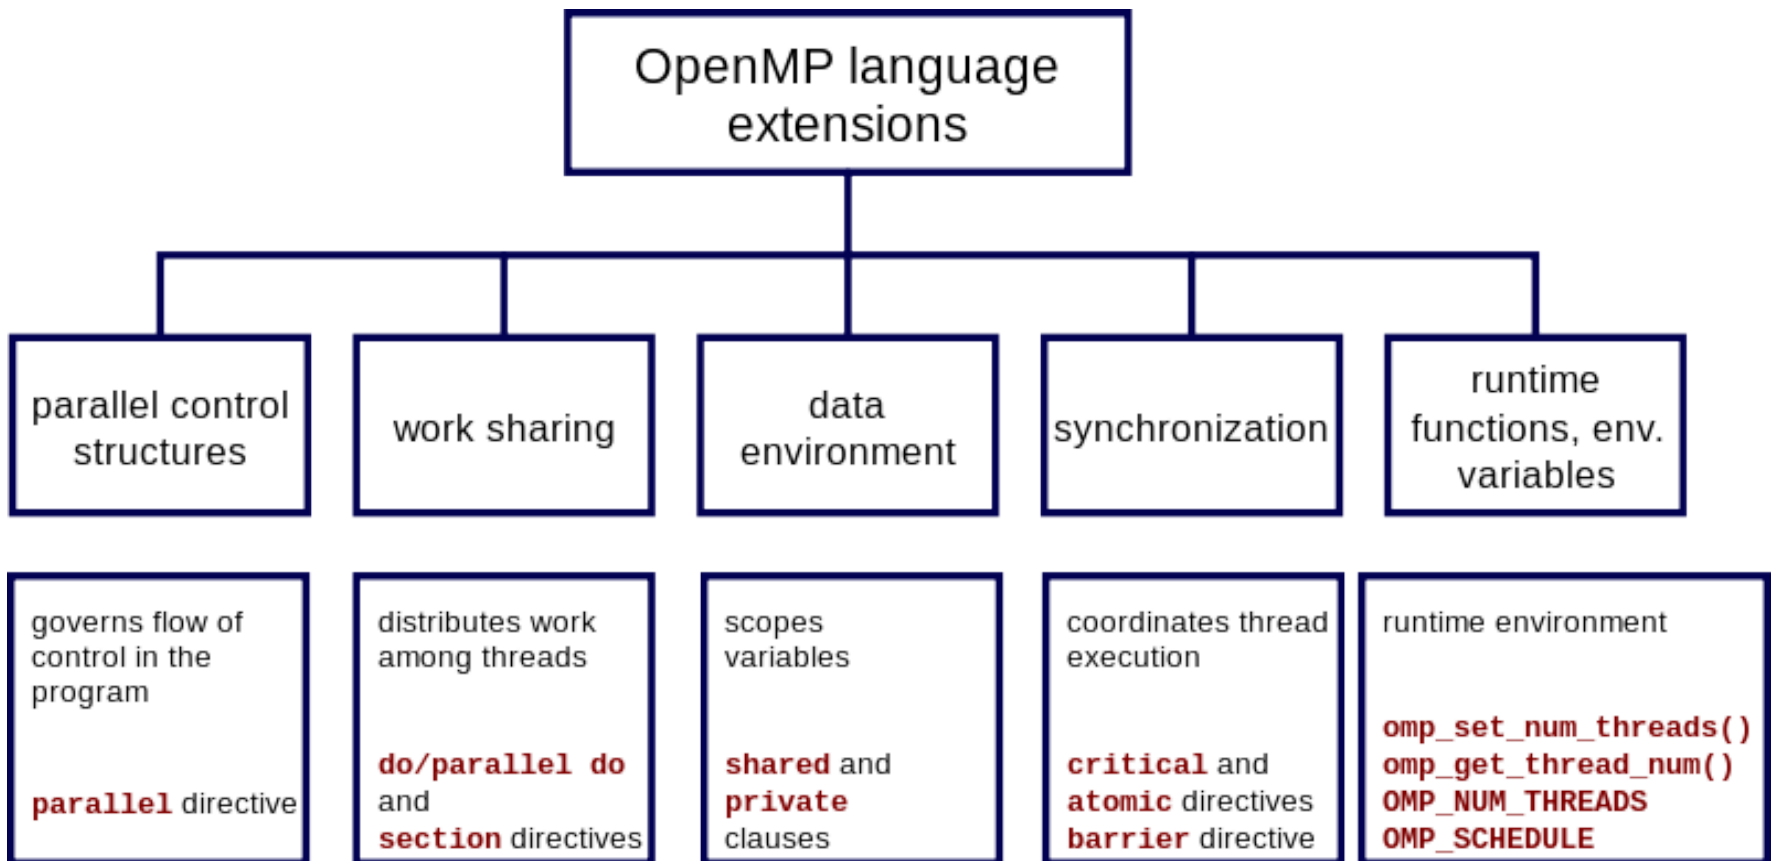 OpenMP language
extensions
parallel control
structures
work sharing
data
environment
synchronization
runtime
functions, env.
variables
governs flow of
control in the
program
parallel directive
distributes work
among threads
do/parallel do
and
section directives
scopes
variables
shared and
private
clauses
coordinates thread
execution
critical and
atomic directives
barrier directive
runtime environment
omp_set_num_threads()
omp_get_thread_num()
OMP_NUM_THREADS
OMP_SCHEDULE